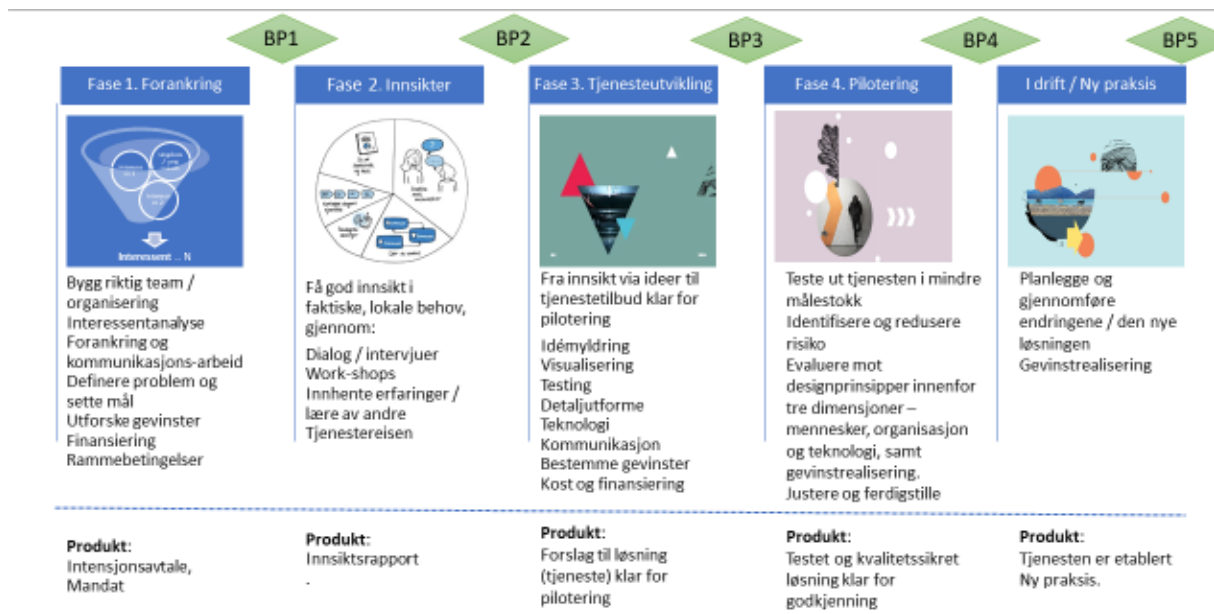 BP1
BP2
BP3
BP4
BP5
Fase 1. Forankring
Interessent .. N
Bygg riktig team /
organisering
Interessentanalyse
Forankring og
kommunikasjons-arbeid
Definere problem og
sette mål
Utforske gevinster
Finansiering
Rammebetingelser
Produkt:
Intensjonsavtale,
Mandat
Fase 2. Innsikter
Få god innsikt i
faktiske, lokale behov,
gjennom:
Dialog / intervjuer
Work-shops
Innhente erfaringer /
lære av andre
Tjenestereisen
Produkt:
Innsiktsrapport
.
Fase 3. Tjenesteutvikling
Fra innsikt via ideer til
tjenestetilbud klar for
pilotering
Idémyldring
Visualisering
Testing
Detaljutforme
Teknologi
Kommunikasjon
Bestemme gevinster
Kost og finansiering
Produkt:
Forslag til løsning
(tjeneste) klar for
pilotering
Fase 4. Pilotering
Teste ut tjenesten i mindre
målestokk
Identifisere og redusere
risiko
Evaluere mot
designprinsipper innenfor
tre dimensjoner –
mennesker, organisasjon
og teknologi, samt
gevinstrealisering.
Justere og ferdigstille
Produkt:
Testet og kvalitetssikret
løsning klar for
godkjenning
I drift / Ny praksis
Planlegge og
gjennomføre
endringene / den nye
løsningen
Gevinstrealisering
Produkt:
Tjenesten er etablert
Ny praksis.